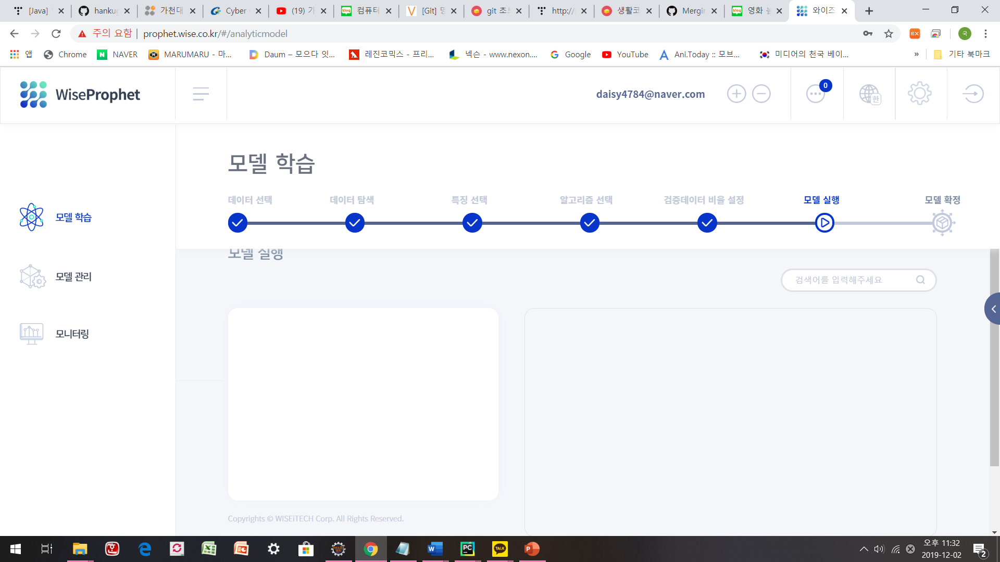 [Java] hankug 가천대 Cyber (19) 가 컴퓨터 [Git] 명 git 초보 http:// 생활코 Mergin 영화 와이즈
주의 요함 prophet.wise.co.kr/#/analyticmodel 국
앱 Chrome NAVER MARUMARU - 마... Daum – 모으다 잇... 레진코믹스 - 프리... 넥슨 - www.nexon.... Google YouTube Ani.Today :: 모브... 미디어의 천국 베이... » 기타 북마크
WiseProphet
daisy4784@naver.com
0
한
모델 학습
데이터 선택 데이터 탐색 특징 선택 알고리즘 선택 검증데이터 비율 설정 모델 실행 모델 확정
모델 학습
모델 관리
모니터링
모델 실행
검색어를 입력해주세요
Copyrights © WISEiTECH Corp. All Rights Reserved.
오후 11:32
2019-12-02
2